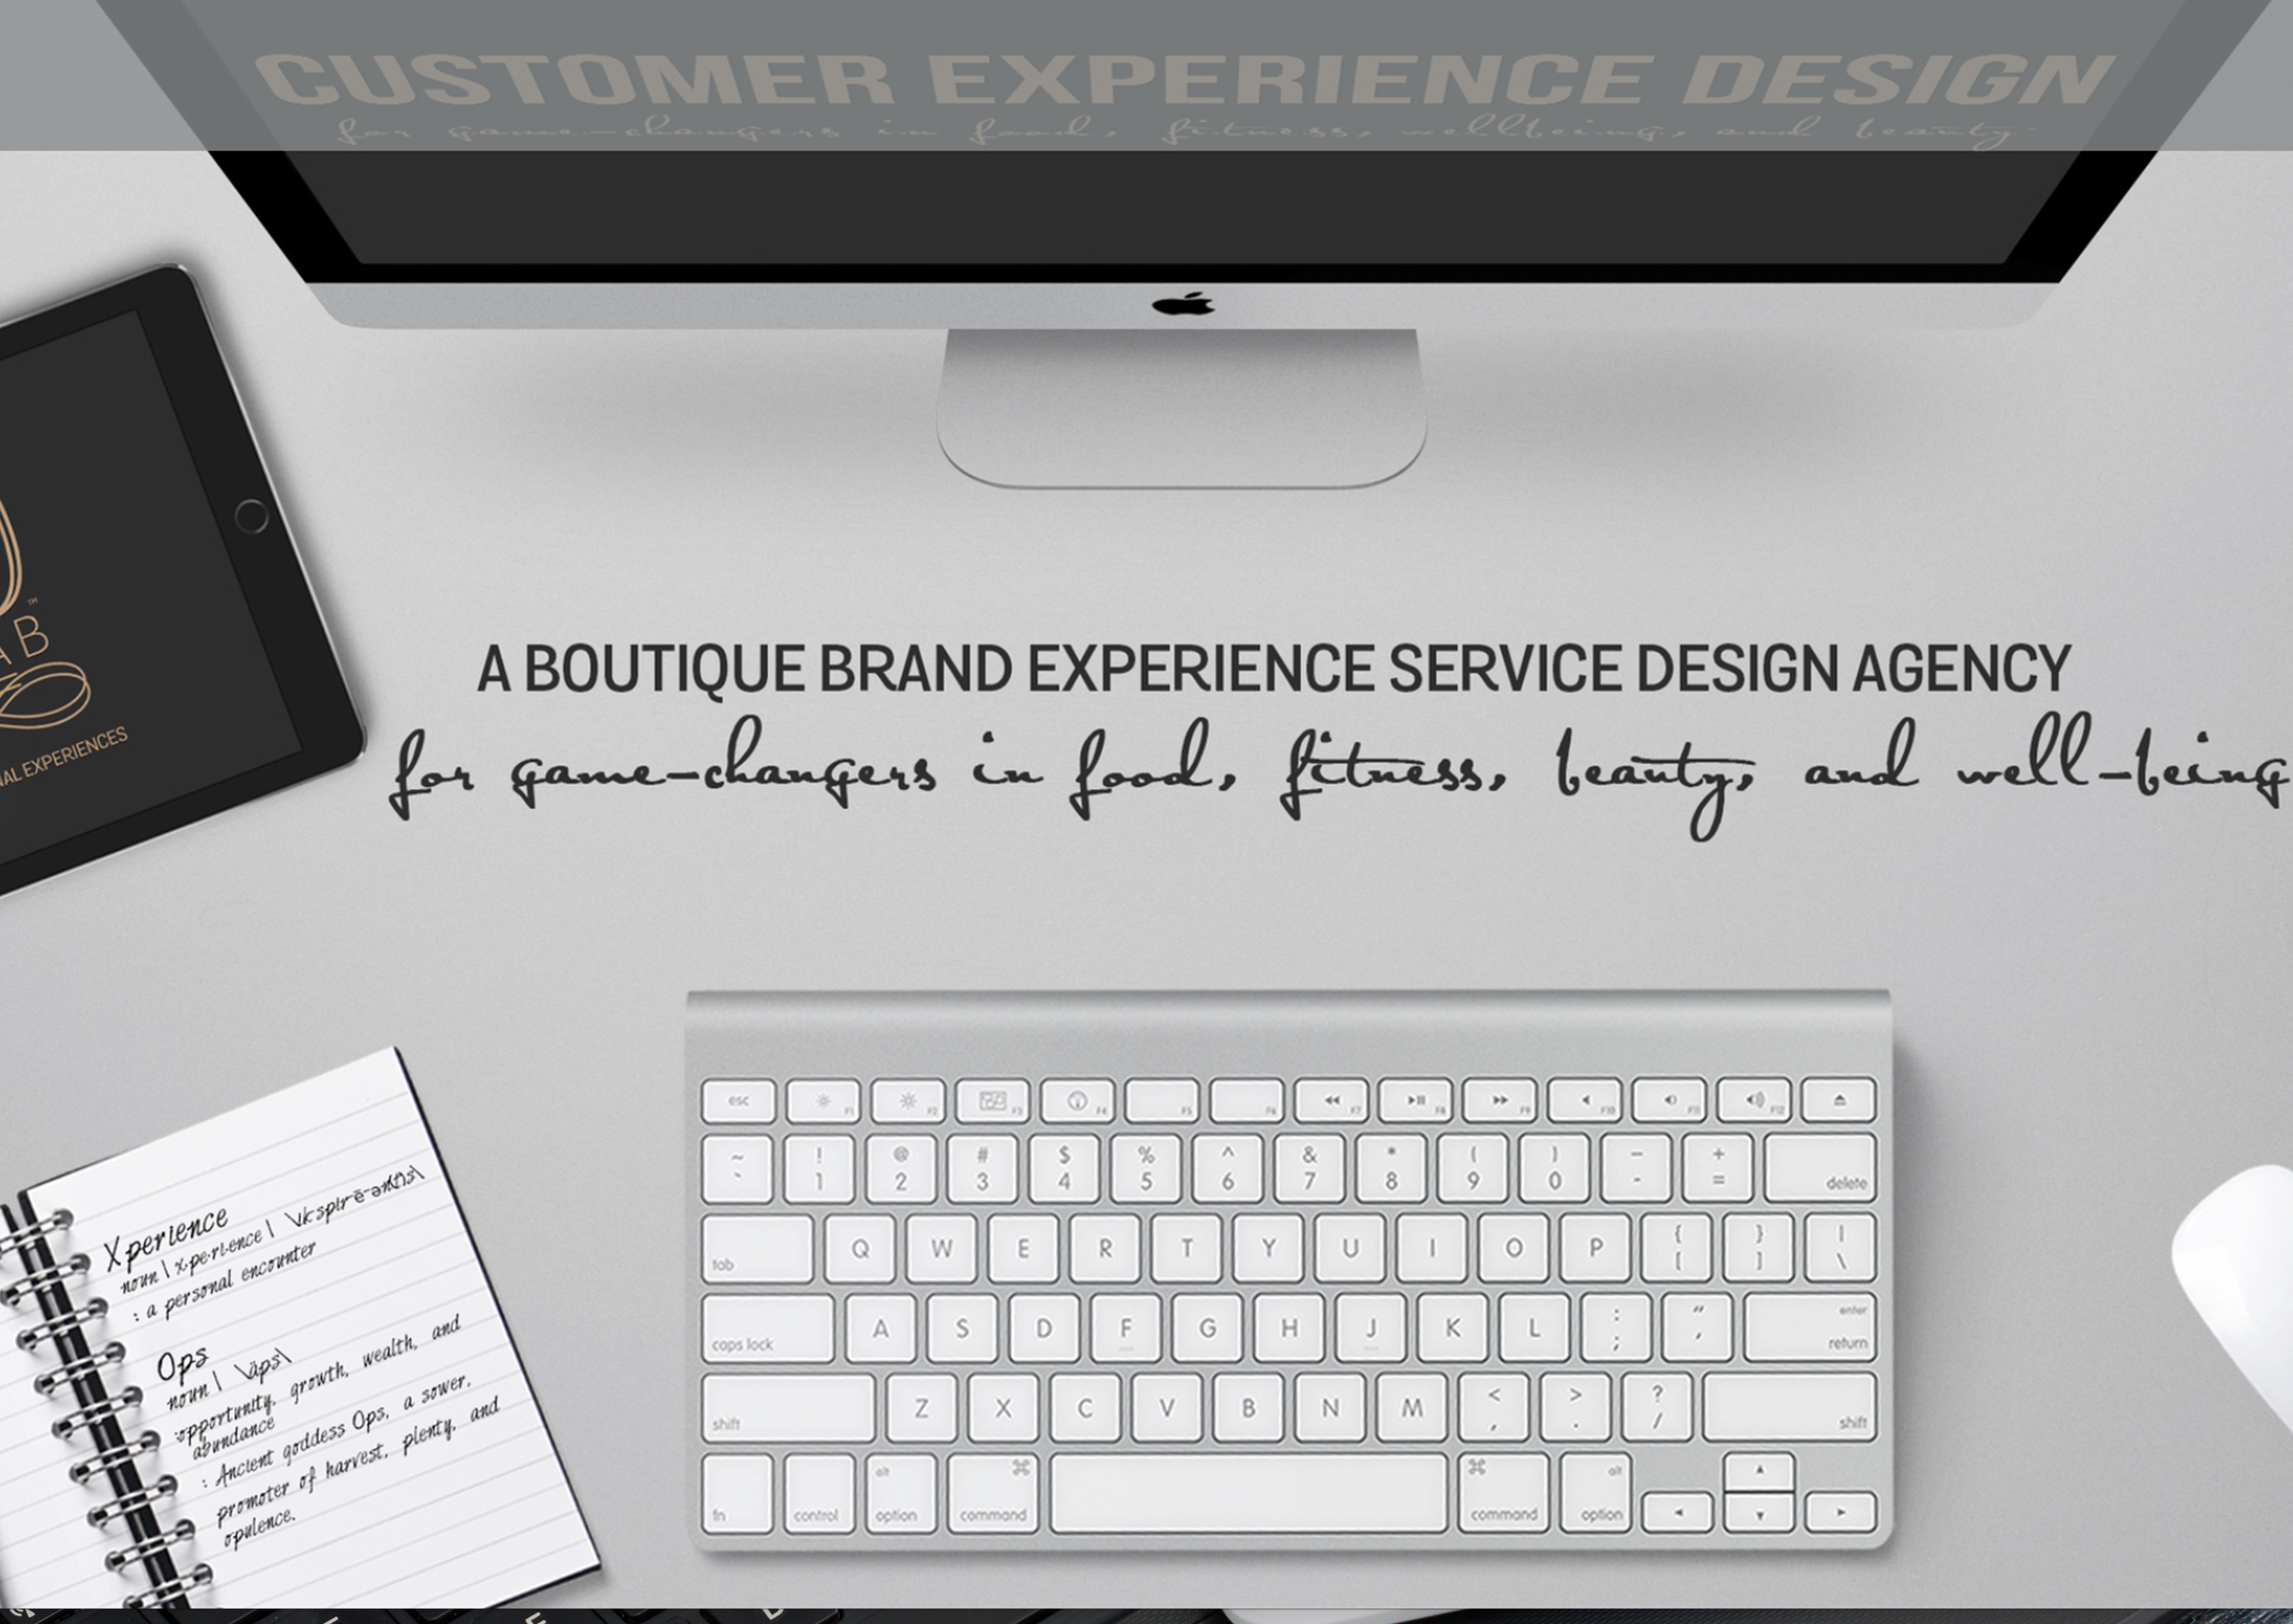 CUSTOMER EXPERIENCE DESIGN
for game-changers in food, fitness, wellbeing, and beauty.
TM
AB
NAL EXPERIENCES
A BOUTIQUE BRAND EXPERIENCE SERVICE DESIGN AGENCY
for game-changers in food, fitness, beauty, and well-being
Xperience
noun \ x·pe·ri·ence \
: a personal encounter
Ops
noun \ \äps\
:opportunity, growth, wealth, and
abundance
: Ancient goddess Ops, a sower,
promoter of harvest, plenty, and
opulence.
esc F1 F2 F3 F4 F5 F6 F7 F8 F9 F10 F11 F12
~ ! @ # $ % ^ & * ( ) – +
` 1 2 3 4 5 6 7 8 9 0 - = delete
tab Q W E R T Y U I O P { [ } ] | \
caps lock A S D F G H J K L : ; " ' enter return
shift Z X C V B N M < , > . ? / shift
fn control alt option ⌘ command ⌘ command alt option